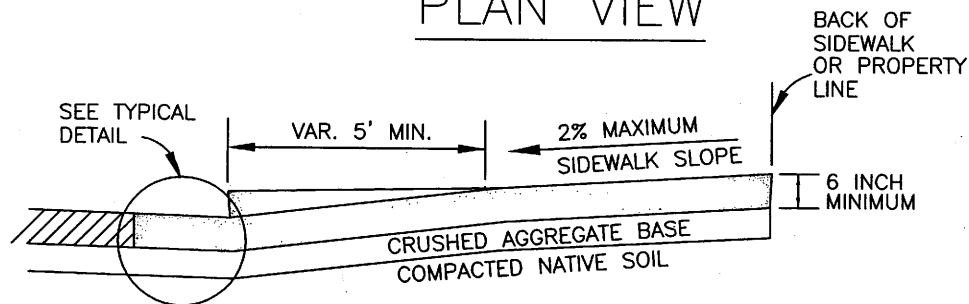 PLAN VIEW
BACK OF
SIDEWALK
OR PROPERTY
LINE
SEE TYPICAL
DETAIL
VAR. 5' MIN.
2% MAXIMUM
SIDEWALK SLOPE
6 INCH
MINIMUM
CRUSHED AGGREGATE BASE
COMPACTED NATIVE SOIL